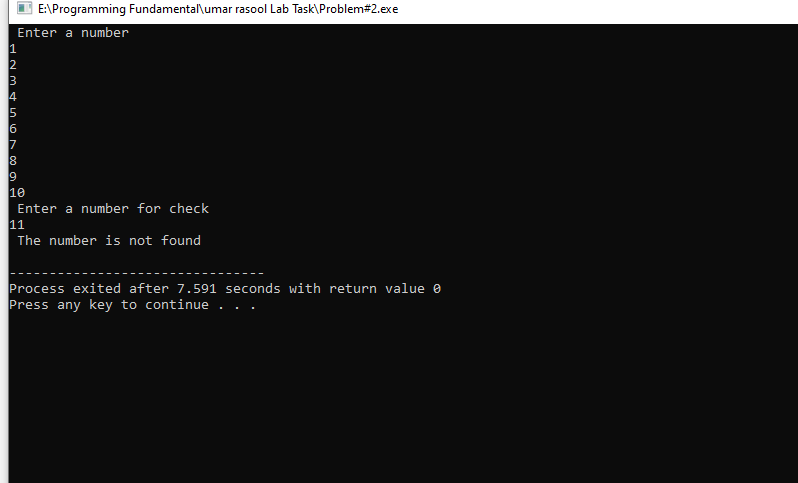 E:\Programming Fundamental\umar rasool Lab Task\Problem#2.exe
Enter a number
1
2
3
4
5
6
7
8
9
10
Enter a number for check
11
The number is not found
--------------------------------
Process exited after 7.591 seconds with return value 0
Press any key to continue . . .